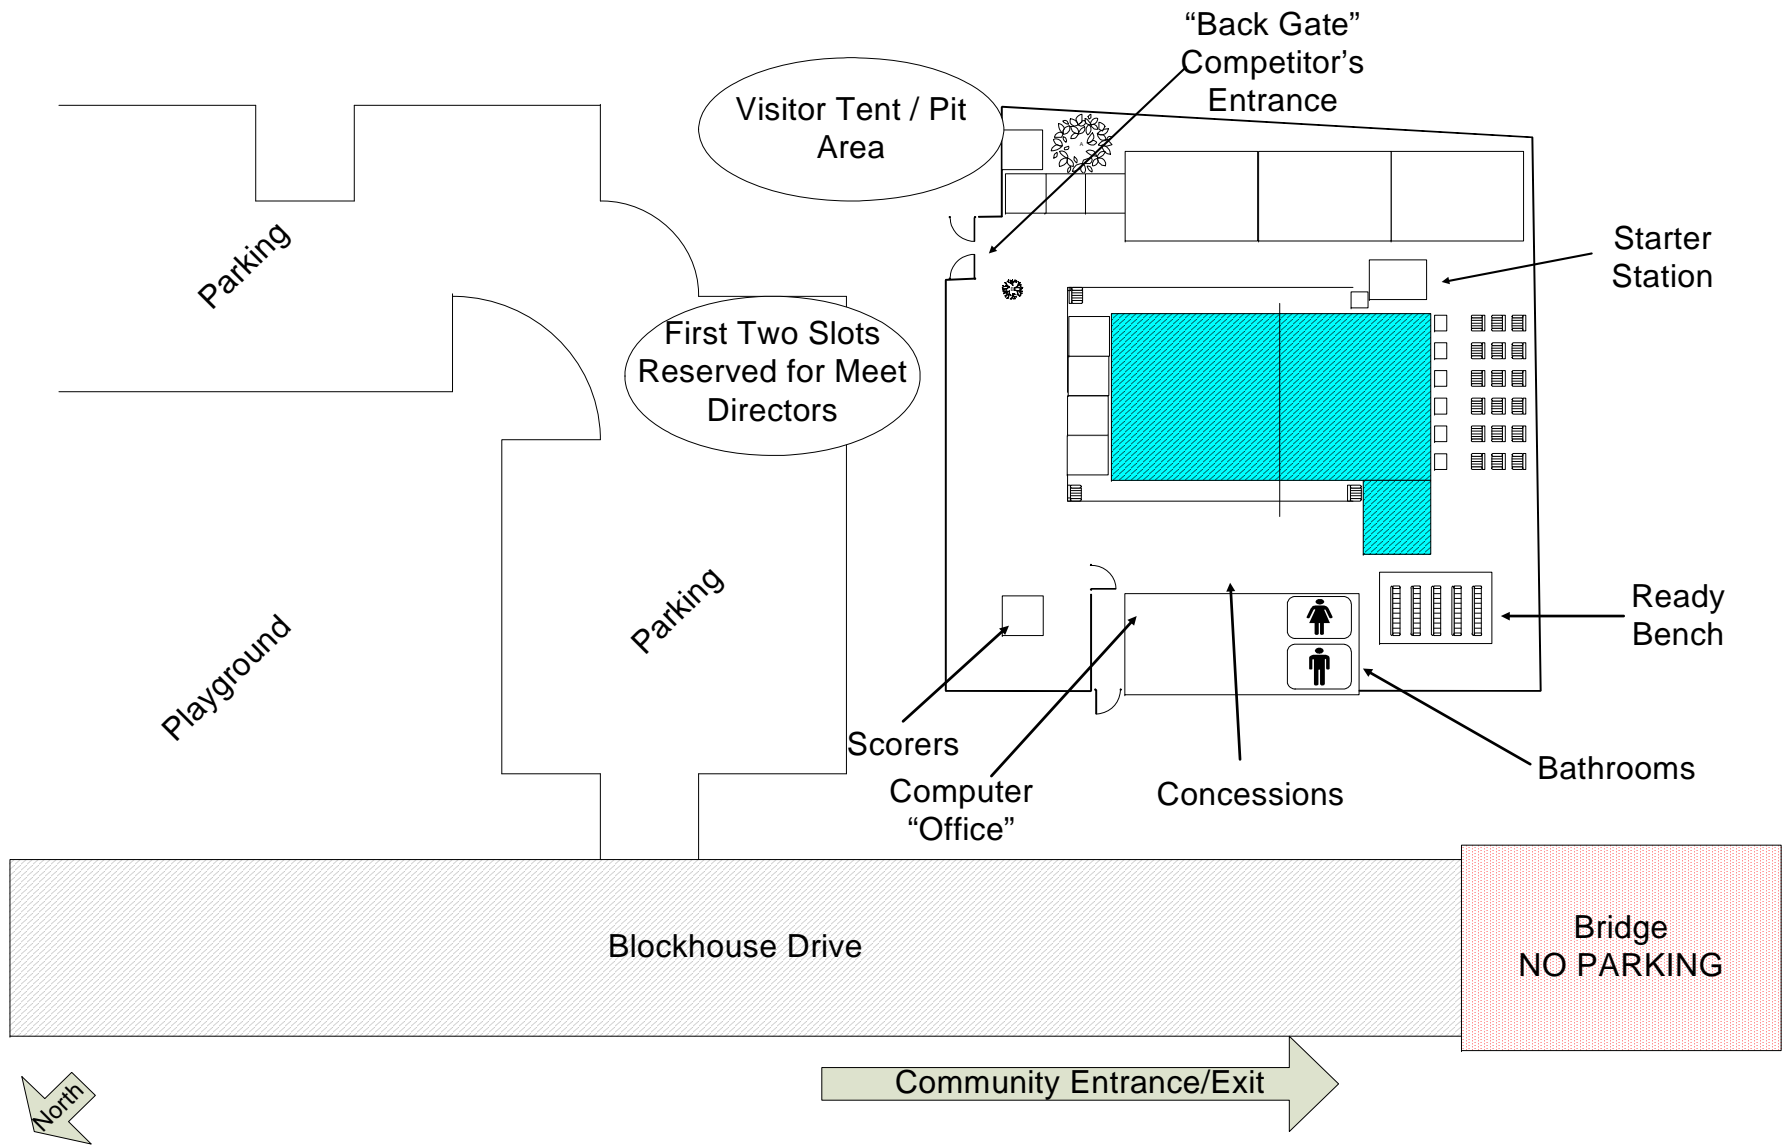 “Back Gate”
Competitor’s
Entrance
Visitor Tent / Pit
Area
Parking
Starter
Station
First Two Slots
Reserved for Meet
Directors
Parking
Playground
Ready
Bench
Scorers
Computer
“Office”
Concessions
Bathrooms
Blockhouse Drive
Bridge
NO PARKING
Community Entrance/Exit
North